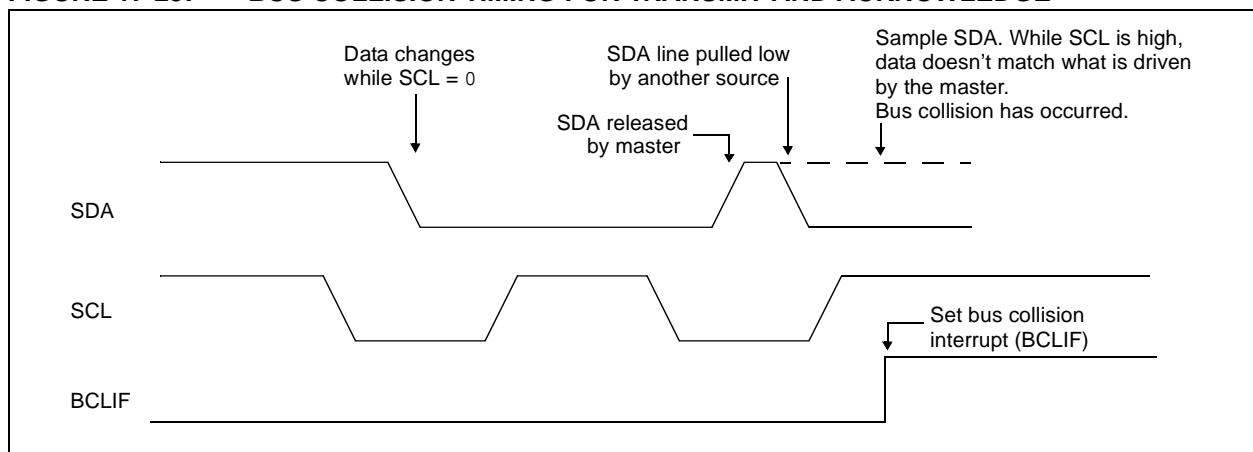 Data changes
while SCL = 0
SDA line pulled low
by another source
Sample SDA. While SCL is high,
data doesn't match what is driven
by the master.
Bus collision has occurred.
SDA released
by master
SDA
SCL
Set bus collision
interrupt (BCLIF)
BCLIF